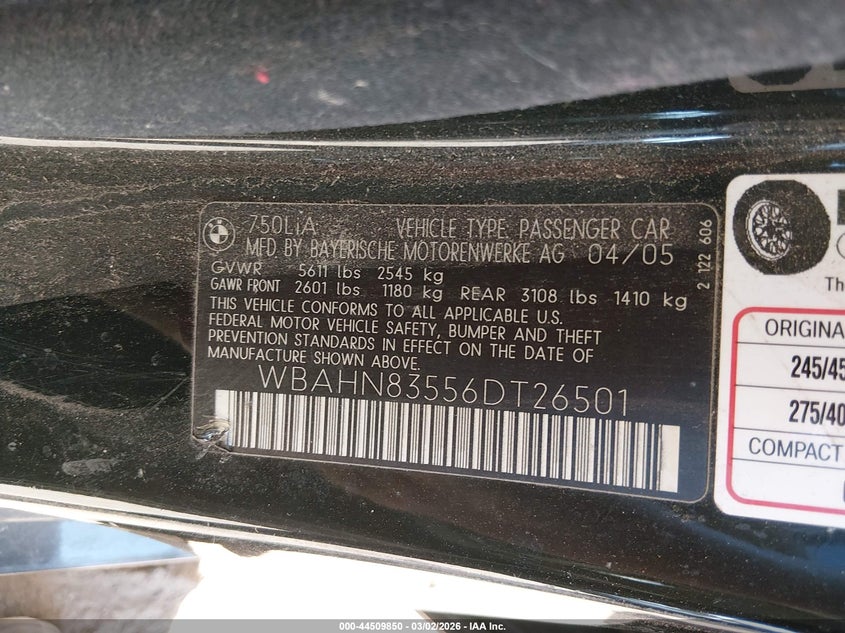 750LiA VEHICLE TYPE PASSENGER CAR
MFD BY BAYERISCHE MOTORENWERKE AG 04/05
GVWR 5611 lbs 2545 kg
GAWR FRONT 2601 lbs 1180 kg REAR 3108 lbs 1410 kg
THIS VEHICLE CONFORMS TO ALL APPLICABLE U.S.
FEDERAL MOTOR VEHICLE SAFETY, BUMPER AND THEFT
PREVENTION STANDARDS IN EFFECT ON THE DATE OF
MANUFACTURE SHOWN ABOVE.
WBAHN83556DT26501
2 122 606
Th
ORIGINA
245/45
275/40
COMPACT
000-44509850 - 03/02/2026 - IAA Inc.